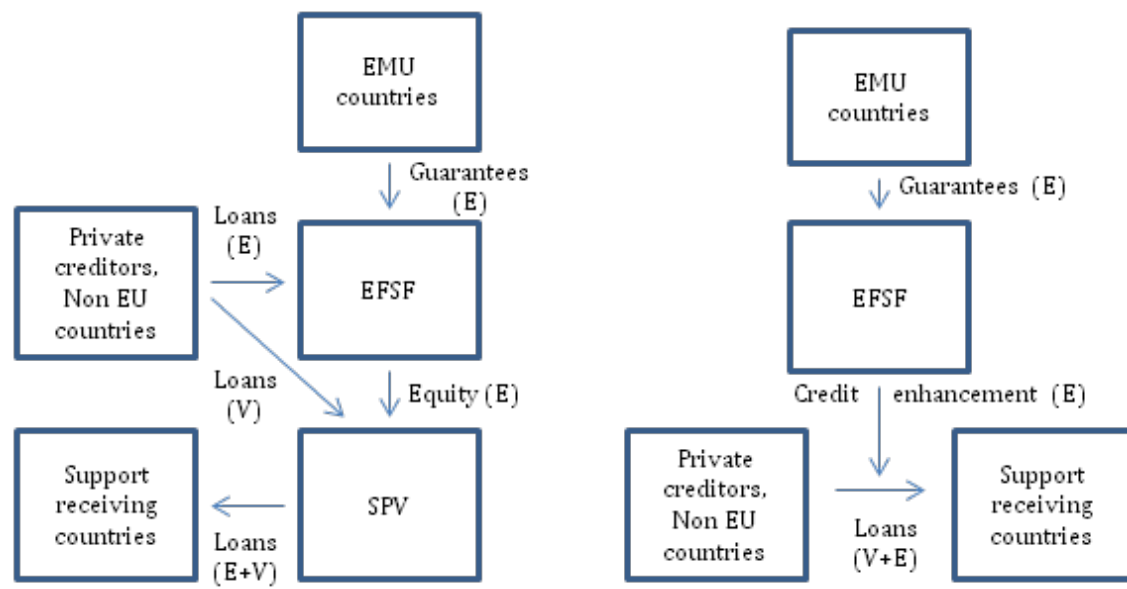 EMU
countries
Guarantees
(E)
Loans
(E)
Private
creditors,
Non EU
countries
EFSF
Loans
(V)
Equity (E)
Support
receiving
countries
SPV
Loans
(E+V)
EMU
countries
Guarantees (E)
EFSF
Credit enhancement (E)
Private
creditors,
Non EU
countries
Loans
(V+E)
Support
receiving
countries